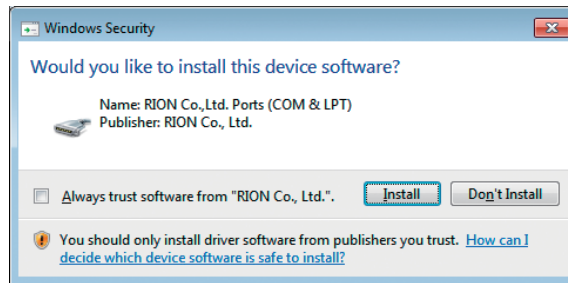 Windows Security
Would you like to install this device software?
Name: RION Co.,Ltd. Ports (COM & LPT)
Publisher: RION Co., Ltd.
Always trust software from "RION Co., Ltd.". Install Don't Install
You should only install driver software from publishers you trust. How can I
decide which device software is safe to install?